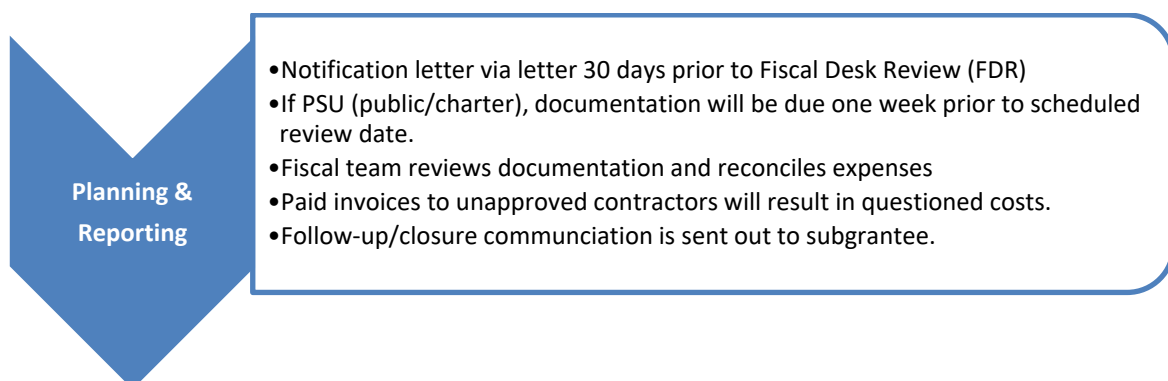 Planning &
Reporting
•Notification letter via letter 30 days prior to Fiscal Desk Review (FDR)
•If PSU (public/charter), documentation will be due one week prior to scheduled
review date.
•Fiscal team reviews documentation and reconciles expenses
•Paid invoices to unapproved contractors will result in questioned costs.
•Follow-up/closure communciation is sent out to subgrantee.